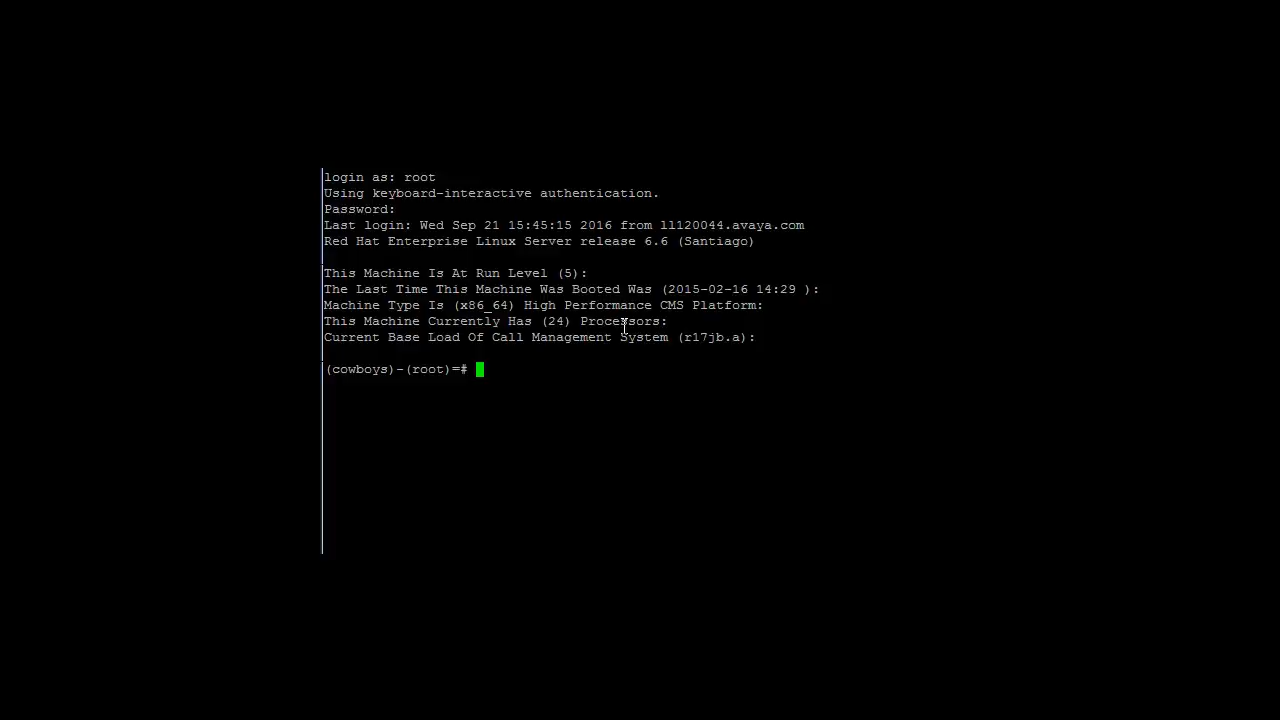 login as: root
Using keyboard-interactive authentication.
Password:
Last login: Wed Sep 21 15:45:15 2016 from ll120044.avaya.com
Red Hat Enterprise Linux Server release 6.6 (Santiago)
This Machine Is At Run Level (5):
The Last Time This Machine Was Booted Was (2015-02-16 14:29 ):
Machine Type Is (x86_64) High Performance CMS Platform:
This Machine Currently Has (24) Processors:
Current Base Load Of Call Management System (r17jb.a):
(cowboys)-(root)=#